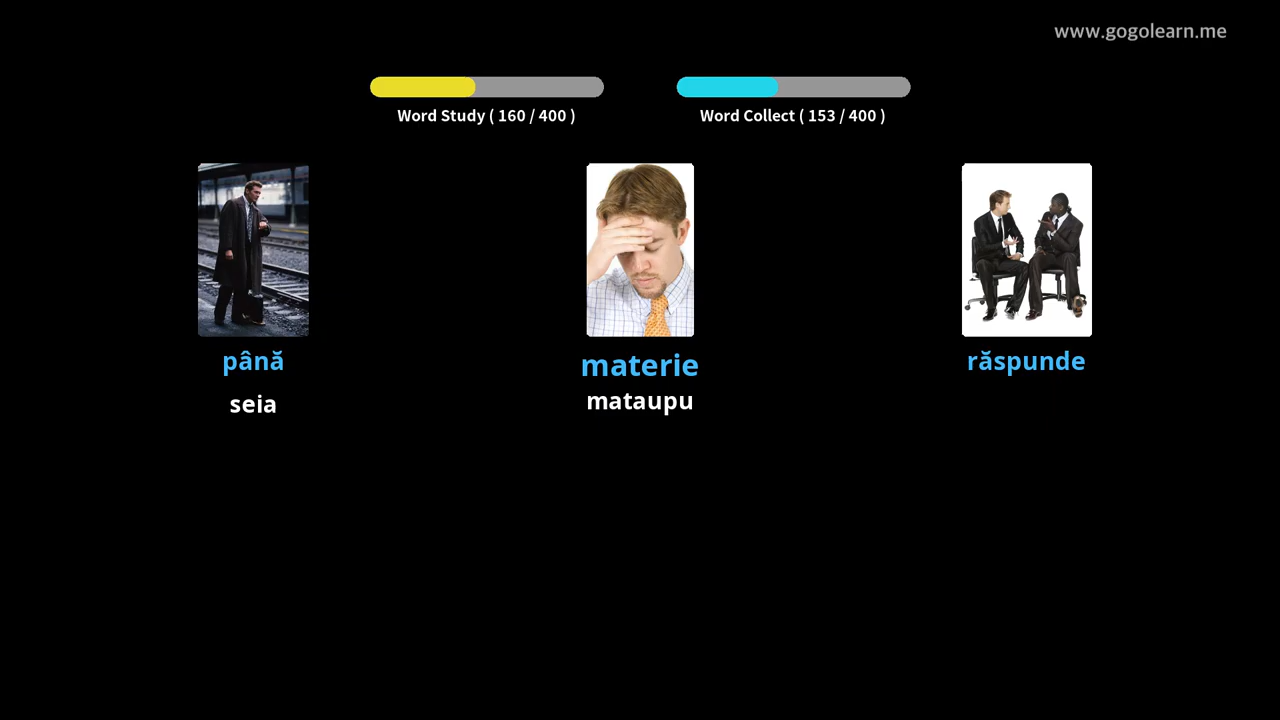 www.gogolearn.me
Word Study ( 160 / 400 )
Word Collect ( 153 / 400 )
până
materie
răspunde
seia
mataupu